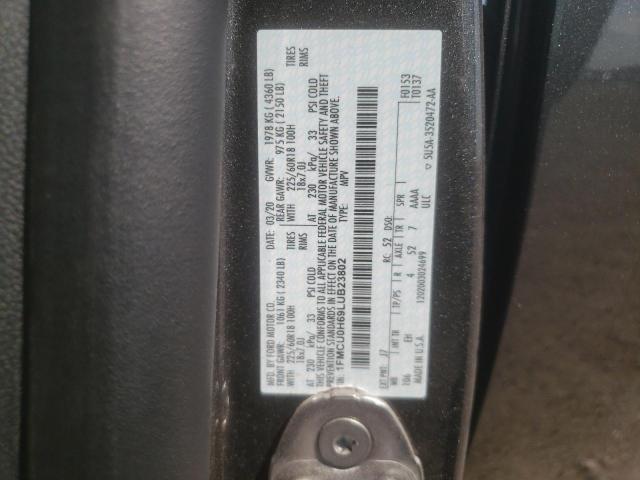 MFD. BY FORD MOTOR CO.
DATE: 03/20 GVWR: 1978 KG ( 4360 LB)
FRONT GAWR: 1061 KG ( 2340 LB) REAR GAWR: 975 KG ( 2150 LB)
225/60R18 100H TIRES WITH 225/60R18 100H TIRES
18x7.0J RIMS 18x7.0J RIMS
AT 230 kPa/ 33 PSI COLD AT 230 kPa/ 33 PSI COLD
THIS VEHICLE CONFORMS TO ALL APPLICABLE FEDERAL MOTOR VEHICLE SAFETY AND THEFT
PREVENTION STANDARDS IN EFFECT ON THE DATE OF MANUFACTURE SHOWN ABOVE.
VIN: 1FMCU0H69LUB23802 TYPE: MPV
EXT PNT: J7 RC: 52 DSO: F0153
T0137
WB INT TR TP/PS R AXLE TR SPR
106 EH 4 52 7 AAAA
ULC
MADE IN U.S.A. 1202003024699
SU5A-3520472-AA